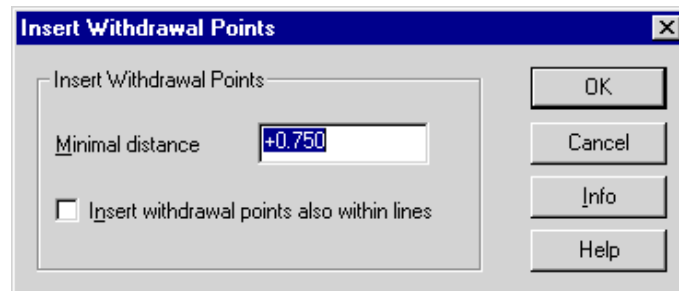 Insert Withdrawal Points
Insert Withdrawal Points
OK
Minimal distance +0.750
Cancel
Insert withdrawal points also within lines
Info
Help